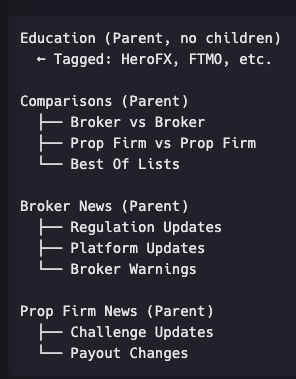 Education (Parent, no children)
  ← Tagged: HeroFX, FTMO, etc.

Comparisons (Parent)
  ├── Broker vs Broker
  ├── Prop Firm vs Prop Firm
  └── Best Of Lists

Broker News (Parent)
  ├── Regulation Updates
  ├── Platform Updates
  └── Broker Warnings

Prop Firm News (Parent)
  ├── Challenge Updates
  └── Payout Changes